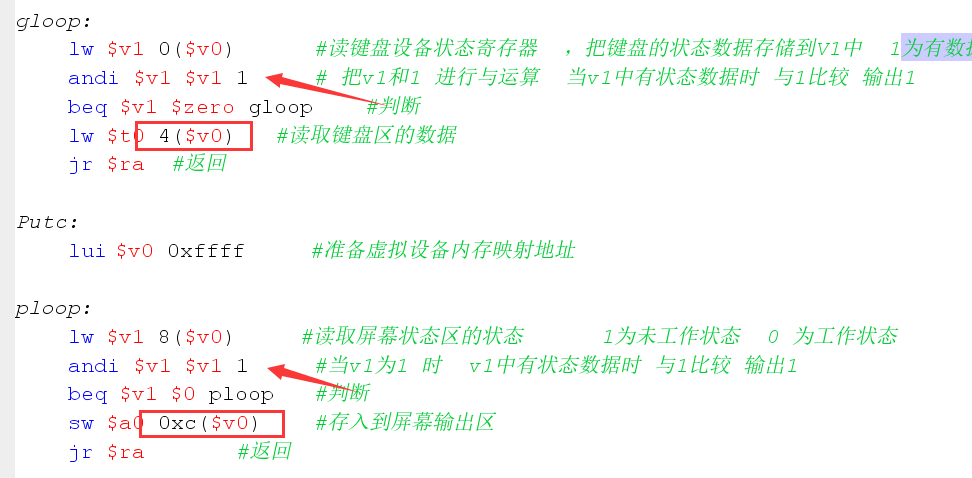 gloop:
lw $v1 0($v0) #读键盘设备状态寄存器 ，把键盘的状态数据存储到V1中 1为有数据
andi $v1 $v1 1 # 把v1和1 进行与运算 当v1中有状态数据时 与1比较 输出1
beq $v1 $zero gloop #判断
lw $t0 4($v0) #读取键盘区的数据
jr $ra #返回
Putc:
lui $v0 0xffff #准备虚拟设备内存映射地址
ploop:
lw $v1 8($v0) #读取屏幕状态区的状态 1为未工作状态 0 为工作状态
andi $v1 $v1 1 #当v1为1 时 v1中有状态数据时 与1比较 输出1
beq $v1 $0 ploop #判断
sw $a0 0xc($v0) #存入到屏幕输出区
jr $ra #返回